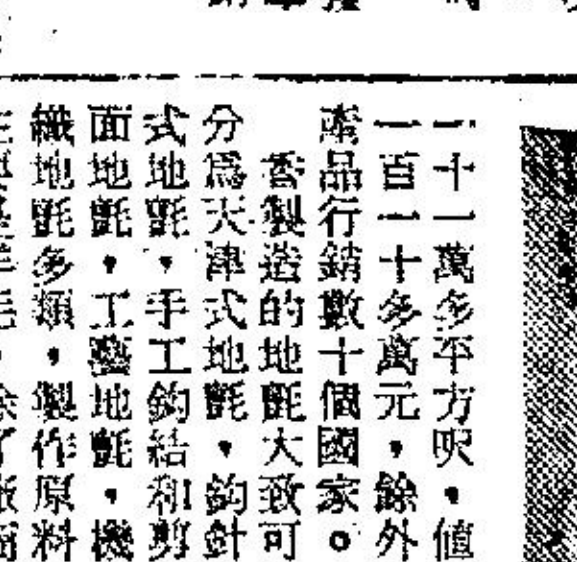 一十一萬多平方呎，值
一百一十多萬元，餘外
產品行銷數十個國家。
香製造的地氈大致可
分爲天津式地氈，鈎針
式地氈，手工鈎結和剪
面地氈，工藝地氈，機
織地氈多類，製作原料